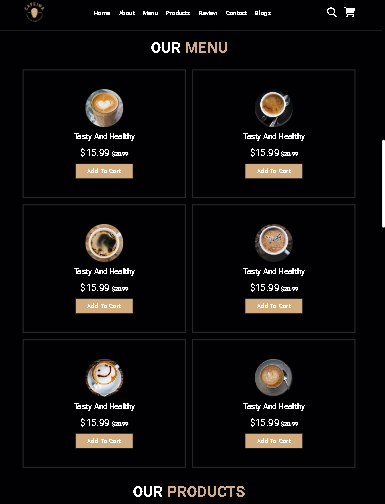 Home About Menu Products Review Contact Blogs
OUR MENU
Tasty And Healthy
$15.99 $20.99
Add To Cart
Tasty And Healthy
$15.99 $20.99
Add To Cart
Tasty And Healthy
$15.99 $20.99
Add To Cart
Tasty And Healthy
$15.99 $20.99
Add To Cart
Tasty And Healthy
$15.99 $20.99
Add To Cart
Tasty And Healthy
$15.99 $20.99
Add To Cart
OUR PRODUCTS